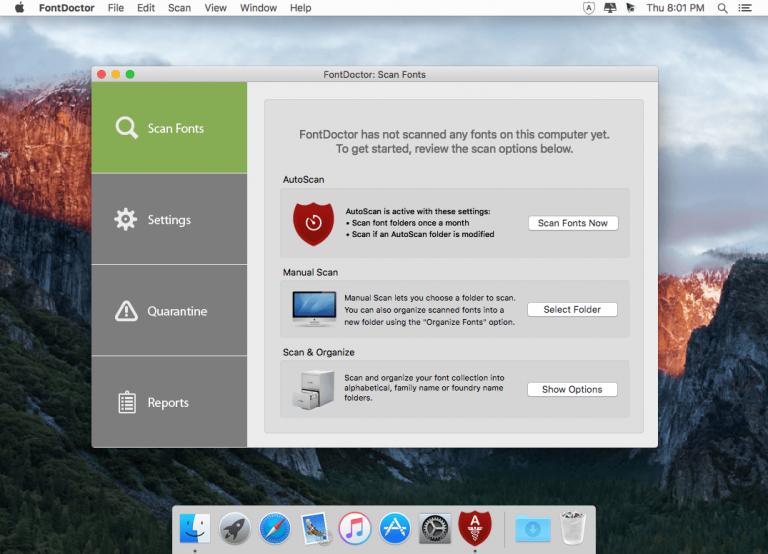 FontDoctor File Edit Scan View Window Help
A
Thu 8:01 PM
FontDoctor: Scan Fonts
Scan Fonts
Settings
Quarantine
Reports
FontDoctor has not scanned any fonts on this computer yet.
To get started, review the scan options below.
AutoScan
AutoScan is active with these settings:
• Scan font folders once a month
• Scan if an AutoScan folder is modified
Scan Fonts Now
Manual Scan
Manual Scan lets you choose a folder to scan.
You can also organize scanned fonts into a
new folder using the "Organize Fonts" option.
Select Folder
Scan & Organize
Scan and organize your font collection into
alphabetical, family name or foundry name
folders.
Show Options
A